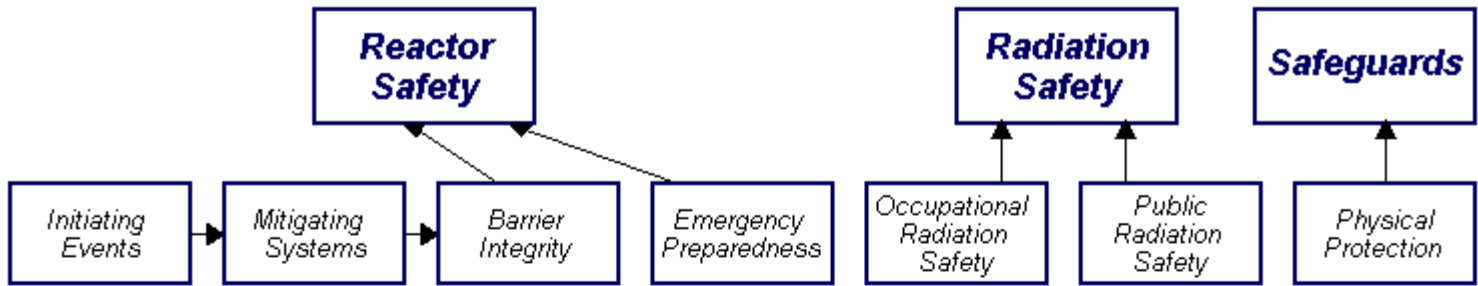 Reactor
Safety
Radiation
Safety
Safeguards
Initiating
Events
Mitigating
Systems
Barrier
Integrity
Emergency
Preparedness
Occupational
Radiation
Safety
Public
Radiation
Safety
Physical
Protection